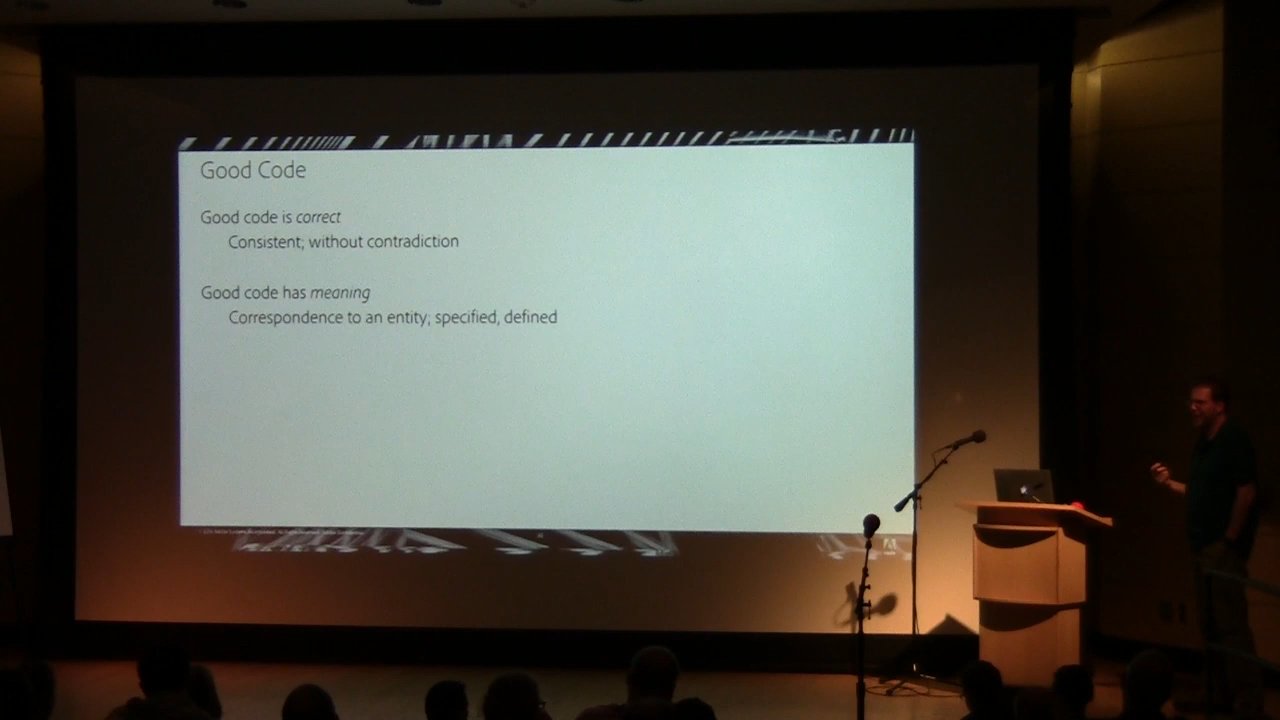 Good Code
Good code is correct
Consistent; without contradiction
Good code has meaning
Correspondence to an entity; specified, defined